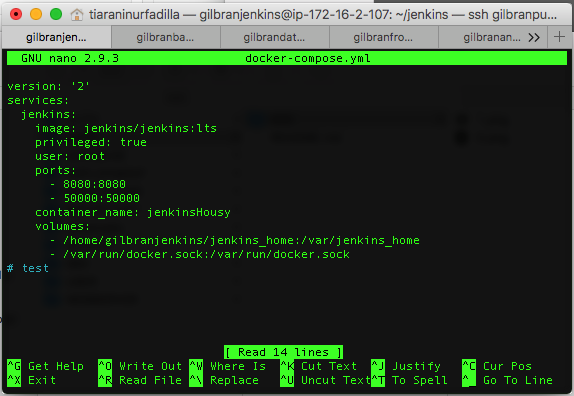 tiaraninurfadilla — gilbranjenkins@ip-172-16-2-107: ~/jenkins — ssh gilbranpu...
gilbranjen... gilbranba... gilbrandat... gilbranfro... gilbranan... >> +
GNU nano 2.9.3 docker-compose.yml
version: '2'
services:
  jenkins:
    image: jenkins/jenkins:lts
    privileged: true
    user: root
    ports:
      - 8080:8080
      - 50000:50000
    container_name: jenkinsHousy
    volumes:
      - /home/gilbranjenkins/jenkins_home:/var/jenkins_home
      - /var/run/docker.sock:/var/run/docker.sock
# test
[ Read 14 lines ]
^G Get Help ^O Write Out ^W Where Is ^K Cut Text ^J Justify ^C Cur Pos
^X Exit ^R Read File ^\ Replace ^U Uncut Text ^T To Spell ^_ Go To Line